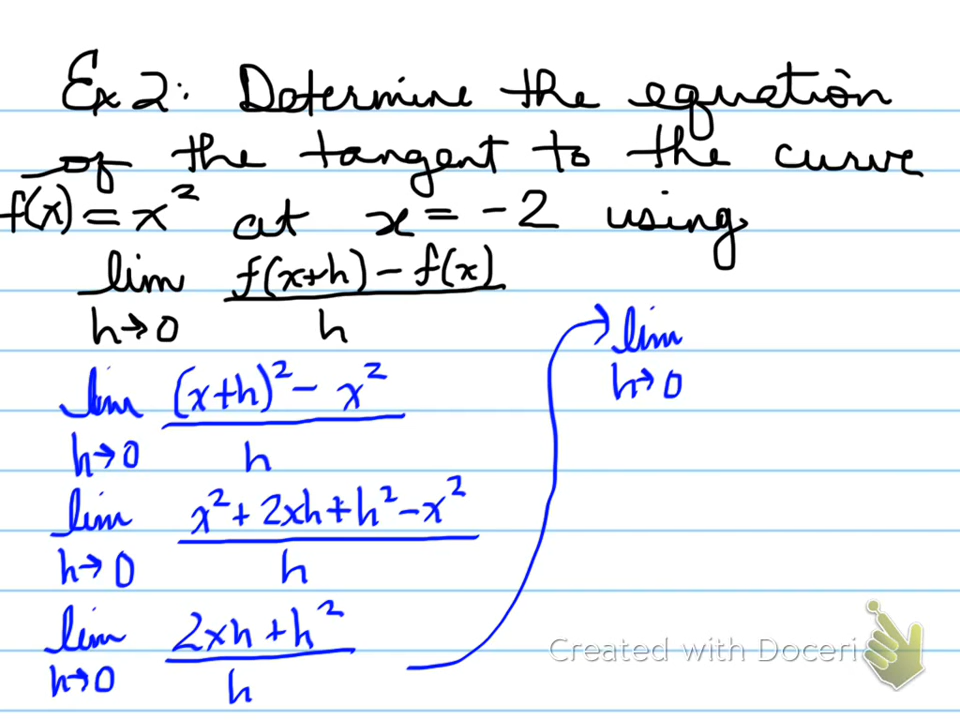 Ex 2: Determine the equation
of the tangent to the curve
f(x) = x² at x = -2 using
lim f(x+h) - f(x)
h→0 h
lim (x+h)² - x²
h→0 h
lim x² + 2xh + h² - x²
h→0 h
lim 2xh + h²
h→0 h
lim
h→0
Created with Doceri